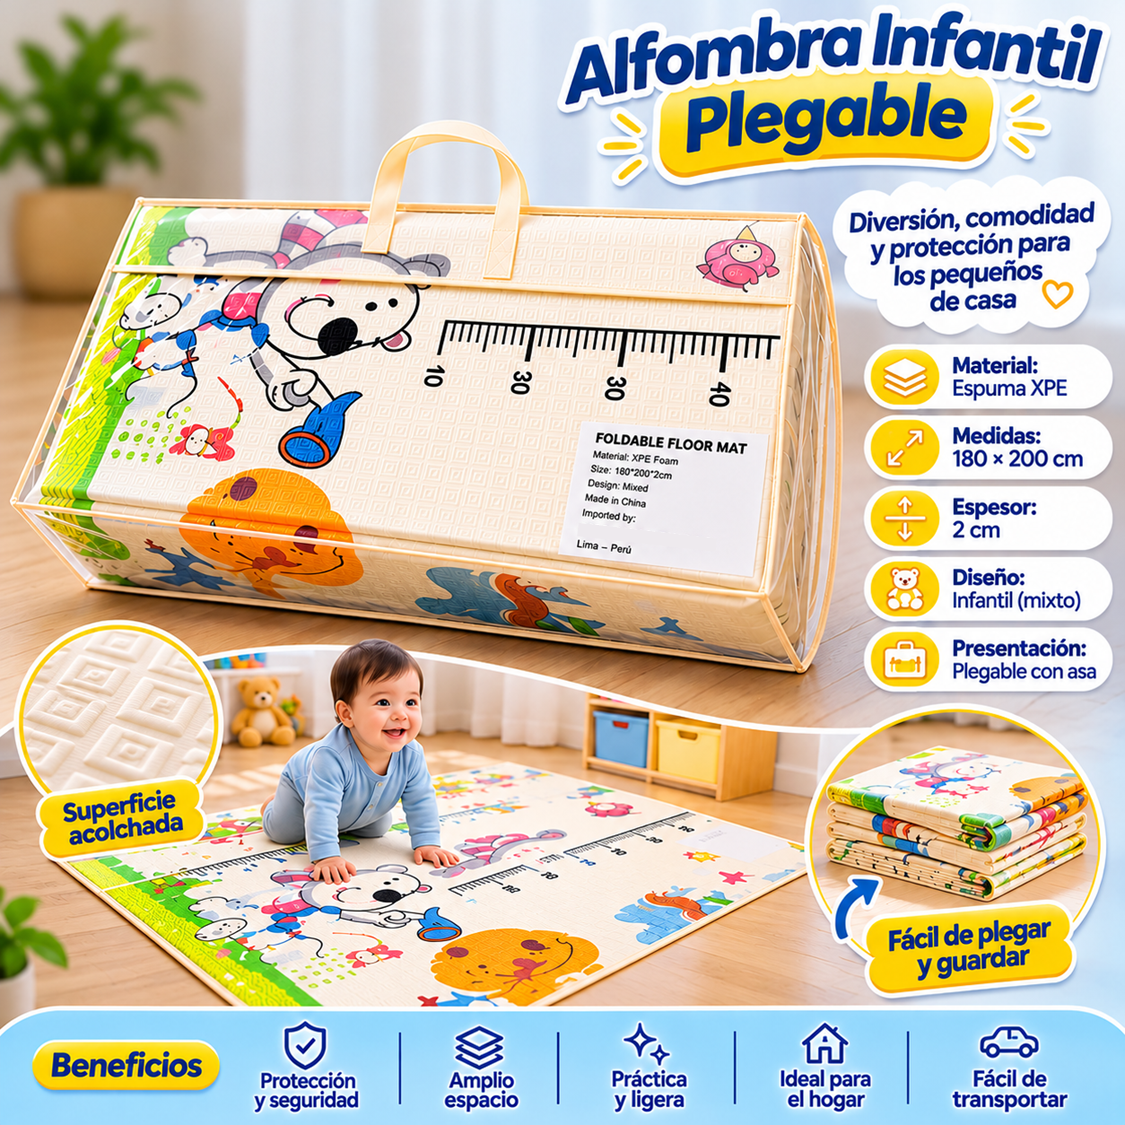 Alfombra Infantil
Plegable
Diversión, comodidad
y protección para
los pequeños
de casa
Material:
Espuma XPE
Medidas:
180 × 200 cm
Espesor:
2 cm
Diseño:
Infantil (mixto)
Presentación:
Plegable con asa
10
30
30
40
FOLDABLE FLOOR MAT
Material: XPE Foam
Size: 180*200*2cm
Design: Mixed
Made in China
Imported by:
Lima – Perú
Superficie
acolchada
Fácil de plegar
y guardar
Beneficios
Protección
y seguridad
Amplio
espacio
Práctica
y ligera
Ideal para
el hogar
Fácil de
transportar